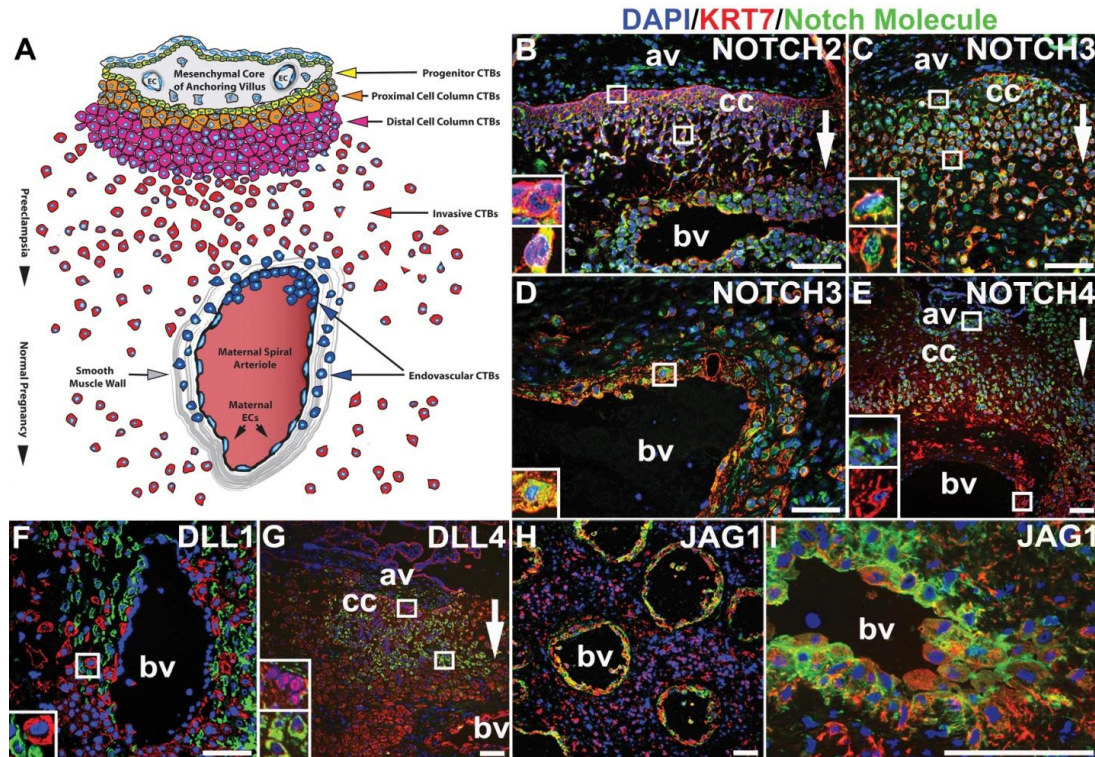 DAPI/KRT7/Notch Molecule
A
EC
Mesenchymal Core
of Anchoring Villus
EC
Progenitor CTBs
Proximal Cell Column CTBs
Distal Cell Column CTBs
Preeclampsia
Invasive CTBs
Normal Pregnancy
Smooth
Muscle Wall
Maternal Spiral
Arteriole
Endovascular CTBs
Maternal
ECs
B
av
NOTCH2
cc
bv
C
av
NOTCH3
cc
D
NOTCH3
bv
E
NOTCH4
av
cc
bv
F
DLL1
bv
G
DLL4
av
cc
bv
H
JAG1
bv
I
JAG1
bv